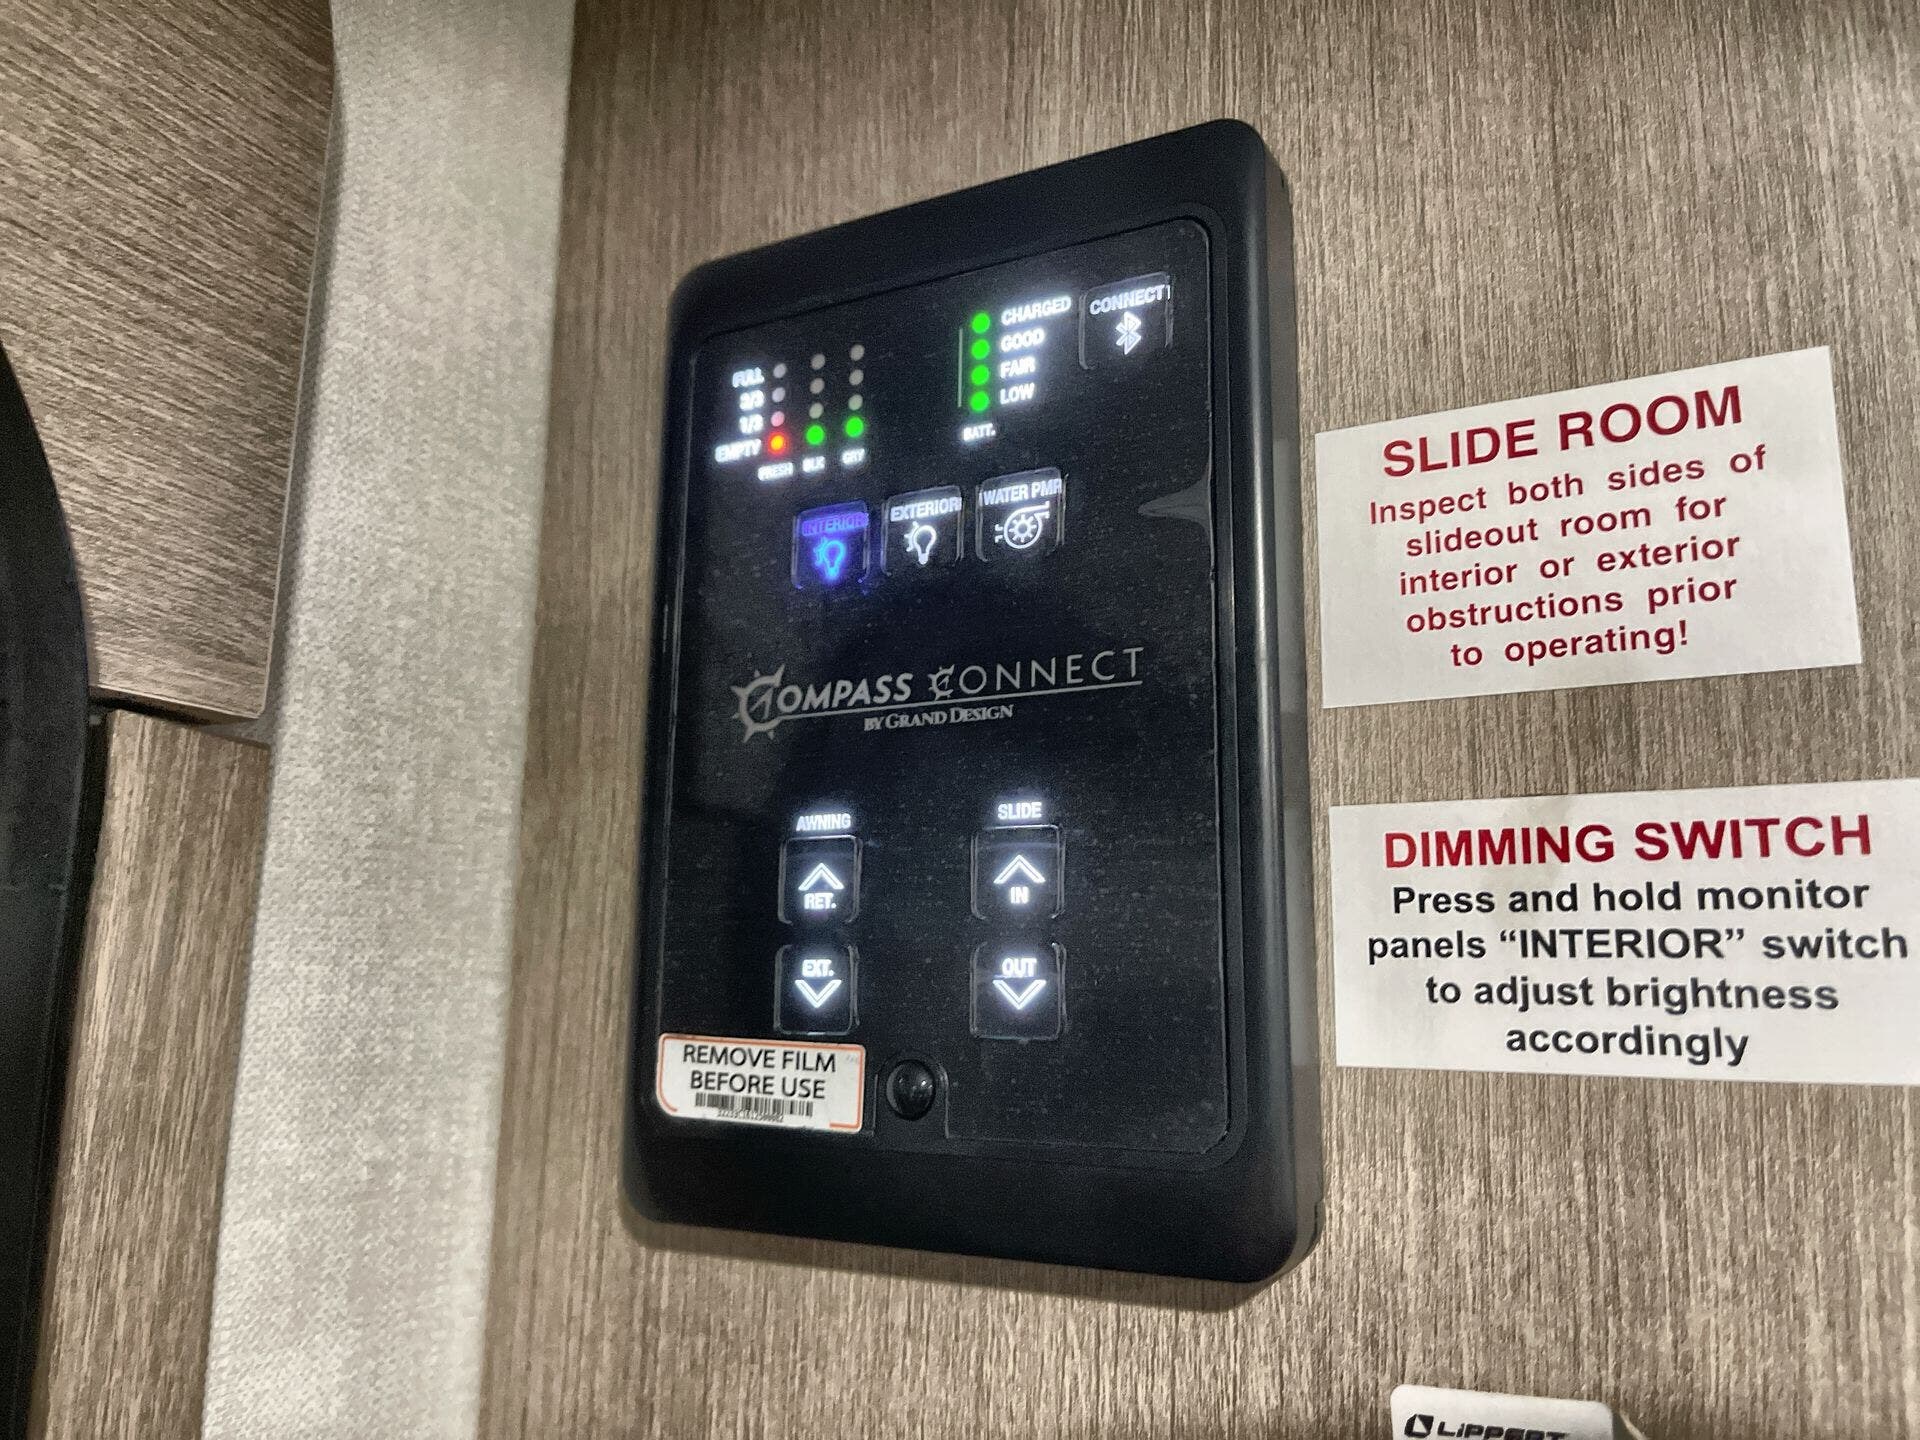 CHARGED
GOOD
FAIR
LOW
BATT.
CONNECT
FULL
2/3
1/3
EMPTY
FRESH BLK GRY
INTERIOR
EXTERIOR
WATER PMP
COMPASS CONNECT
BY GRAND DESIGN
AWNING
RET.
EXT.
SLIDE
IN
OUT
REMOVE FILM
BEFORE USE
SLIDE ROOM
Inspect both sides of
slideout room for
interior or exterior
obstructions prior
to operating!
DIMMING SWITCH
Press and hold monitor
panels “INTERIOR” switch
to adjust brightness
accordingly
LIPPERT